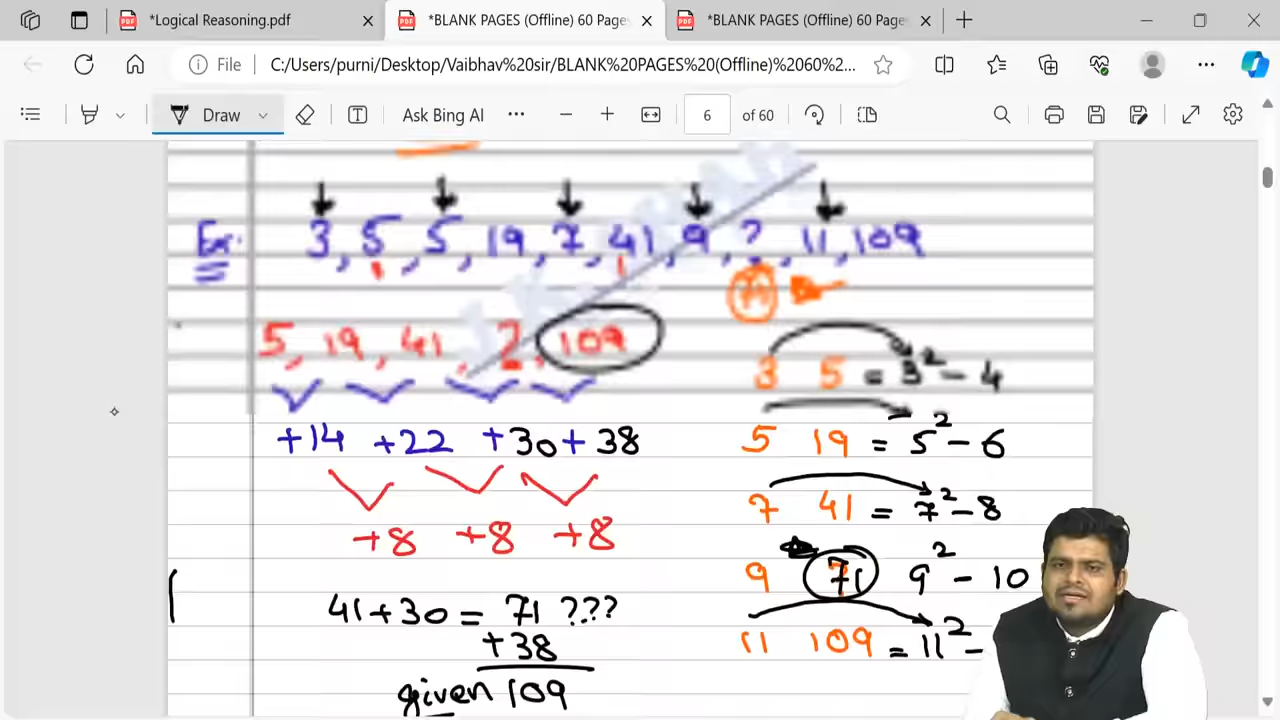 *Logical Reasoning.pdf
*BLANK PAGES (Offline) 60 Page
*BLANK PAGES (Offline) 60 Page
File
C:/Users/purni/Desktop/Vaibhav%20sir/BLANK%20PAGES%20(Offline)%2060%2...
Draw
Ask Bing AI
6 of 60
Ex:- 3, 5, 5, 19, 7, 41, 9, ?, 11, 109
71
5, 19, 41, ?, 109
+14 +22 +30 +38
+8 +8 +8
41+30 = 71 ???
+38
given 109
3 5 = 3² - 4
5 19 = 5² - 6
7 41 = 7² - 8
9 71 9² - 10
11 109 = 11² -